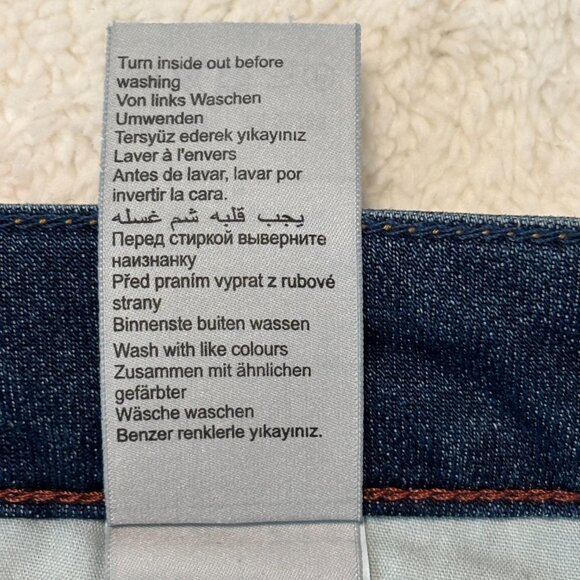 Turn inside out before
washing
Von links Waschen
Umwenden
Tersyüz ederek yıkayınız
Laver à l'envers
Antes de lavar, lavar por
invertir la cara.
يجب قلبه شم غسله
Перед стиркой выверните
наизнанку
Před praním vyprat z rubové
strany
Binnenste buiten wassen
Wash with like colours
Zusammen mit ähnlichen
gefärbter
Wäsche waschen
Benzer renklerle yıkayınız.